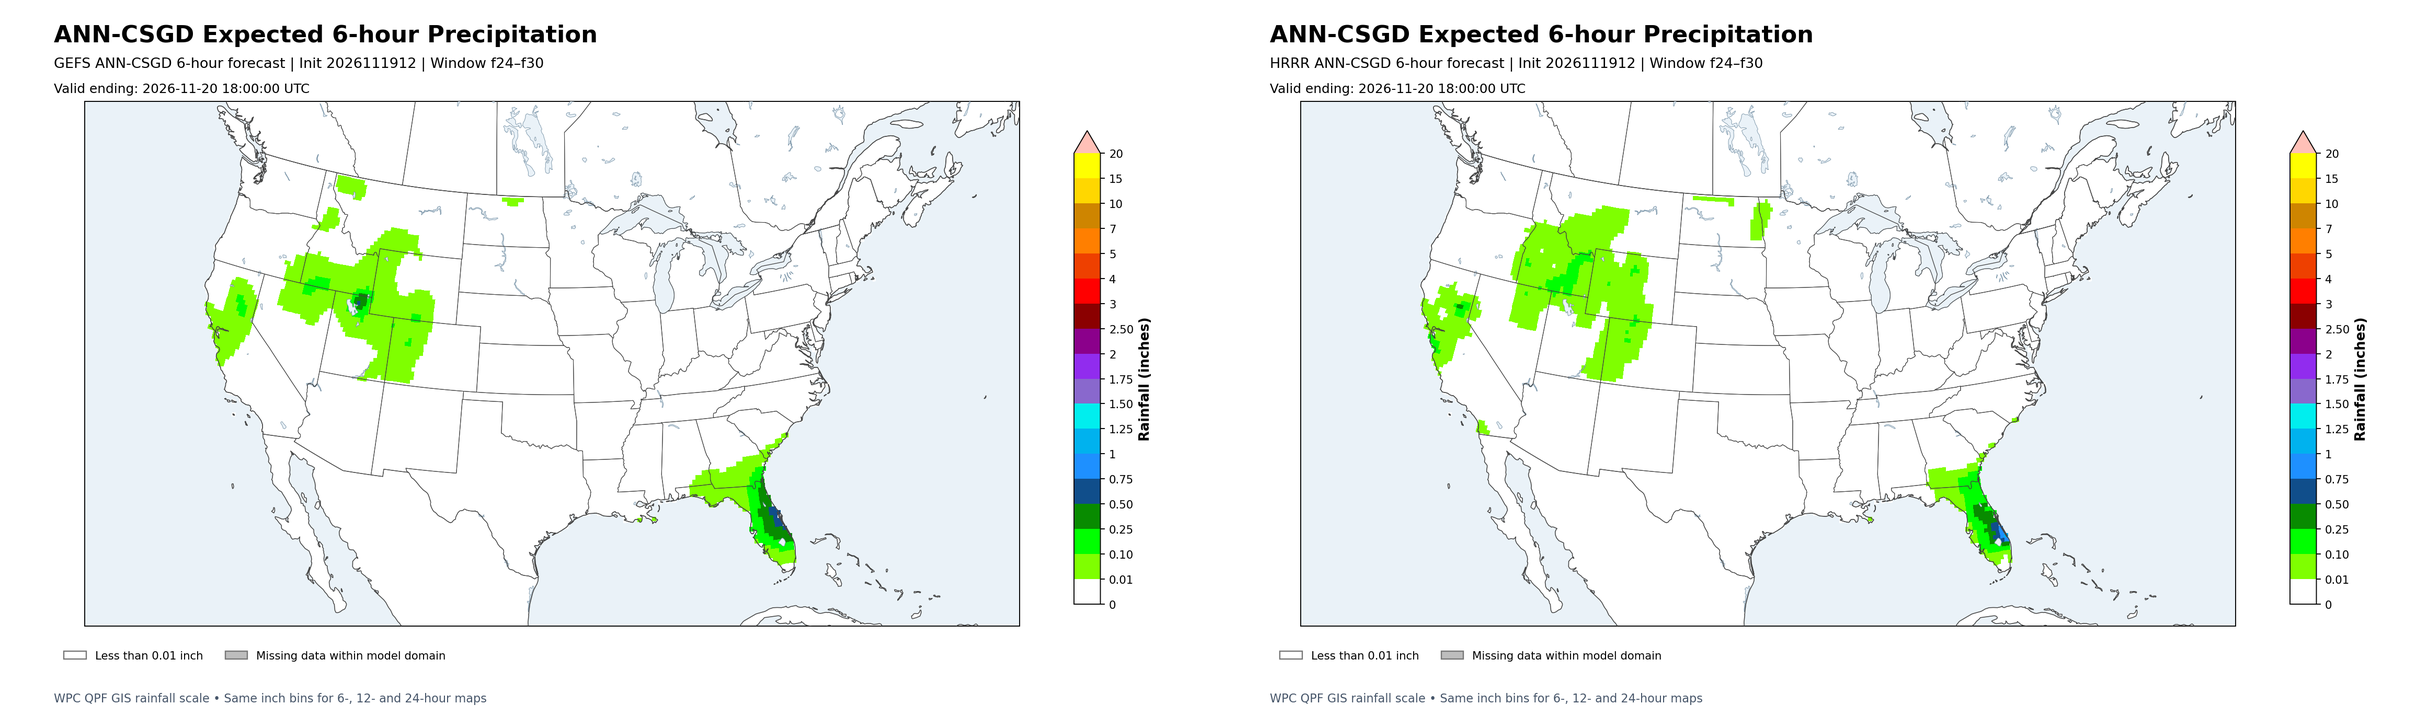 ANN-CSGD Expected 6-hour Precipitation
GEFS ANN-CSGD 6-hour forecast | Init 2026111912 | Window f24–f30
Valid ending: 2026-11-20 18:00:00 UTC
20
15
10
7
5
4
3
2.50
2
1.75
1.50
1.25
1
0.75
0.50
0.25
0.10
0.01
0
Rainfall (inches)
Less than 0.01 inch
Missing data within model domain
WPC QPF GIS rainfall scale • Same inch bins for 6-, 12- and 24-hour maps
ANN-CSGD Expected 6-hour Precipitation
HRRR ANN-CSGD 6-hour forecast | Init 2026111912 | Window f24–f30
Valid ending: 2026-11-20 18:00:00 UTC
20
15
10
7
5
4
3
2.50
2
1.75
1.50
1.25
1
0.75
0.50
0.25
0.10
0.01
0
Rainfall (inches)
Less than 0.01 inch
Missing data within model domain
WPC QPF GIS rainfall scale • Same inch bins for 6-, 12- and 24-hour maps